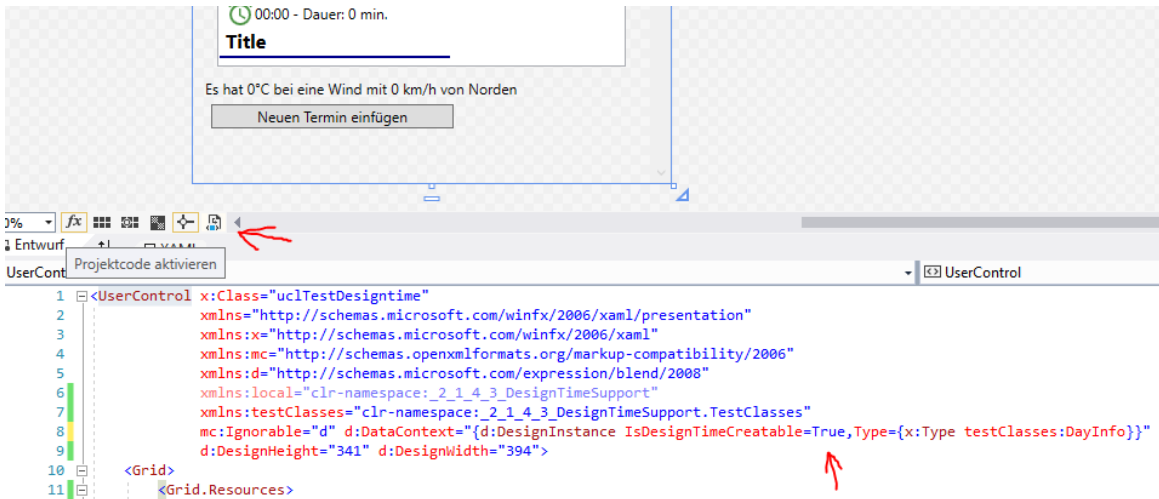 00:00 - Dauer: 0 min.
Title
Es hat 0°C bei eine Wind mit 0 km/h von Norden
Neuen Termin einfügen
0% fx
Entwurf XAML
Projektcode aktivieren
UserCont UserControl
1 <UserControl x:Class="uclTestDesigntime"
2 xmlns="http://schemas.microsoft.com/winfx/2006/xaml/presentation"
3 xmlns:x="http://schemas.microsoft.com/winfx/2006/xaml"
4 xmlns:mc="http://schemas.openxmlformats.org/markup-compatibility/2006"
5 xmlns:d="http://schemas.microsoft.com/expression/blend/2008"
6 xmlns:local="clr-namespace:_2_1_4_3_DesignTimeSupport"
7 xmlns:testClasses="clr-namespace:_2_1_4_3_DesignTimeSupport.TestClasses"
8 mc:Ignorable="d" d:DataContext="{d:DesignInstance IsDesignTimeCreatable=True,Type={x:Type testClasses:DayInfo}}"
9 d:DesignHeight="341" d:DesignWidth="394">
10 <Grid>
11 <Grid.Resources>